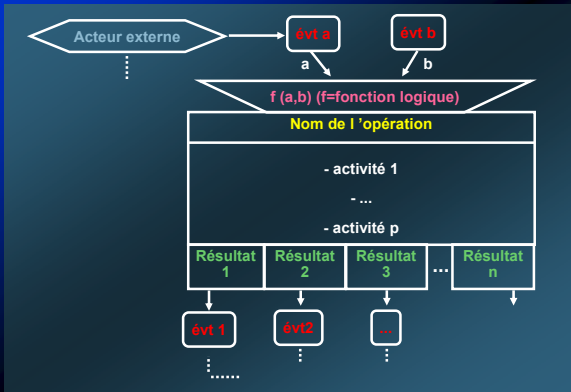 Acteur externe
évt a
évt b
a
b
f (a,b) (f=fonction logique)
Nom de l ’opération
- activité 1
- ...
- activité p
Résultat 1
Résultat 2
Résultat 3
...
Résultat n
évt 1
évt2
...